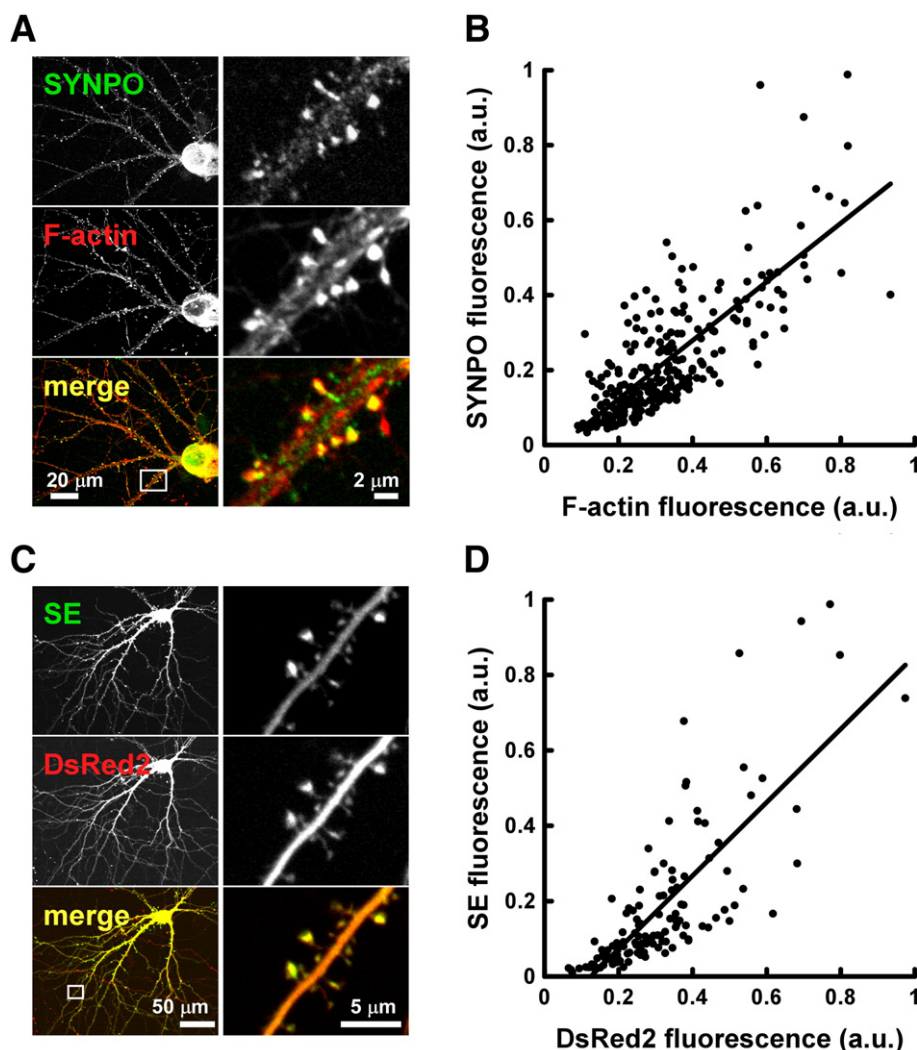 A
SYNPO
F-actin
merge
20 μm
2 μm
B
SYNPO fluorescence (a.u.)
1
0.8
0.6
0.4
0.2
0
0 0.2 0.4 0.6 0.8 1
F-actin fluorescence (a.u.)
C
SE
DsRed2
merge
50 μm
5 μm
D
SE fluorescence (a.u.)
1
0.8
0.6
0.4
0.2
0
0 0.2 0.4 0.6 0.8 1
DsRed2 fluorescence (a.u.)